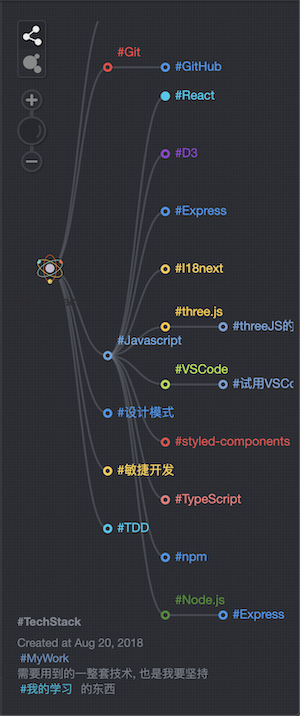 #Git
#GitHub
#React
#D3
#Express
#I18next
#three.js
#threeJS的
#Javascript
#VSCode
#试用VSCo
#设计模式
#styled-components
#敏捷开发
#TypeScript
#TDD
#npm
#Node.js
#Express
#TechStack
Created at Aug 20, 2018
#MyWork
需要用到的一整套技术, 也是我要坚持
#我的学习 的东西